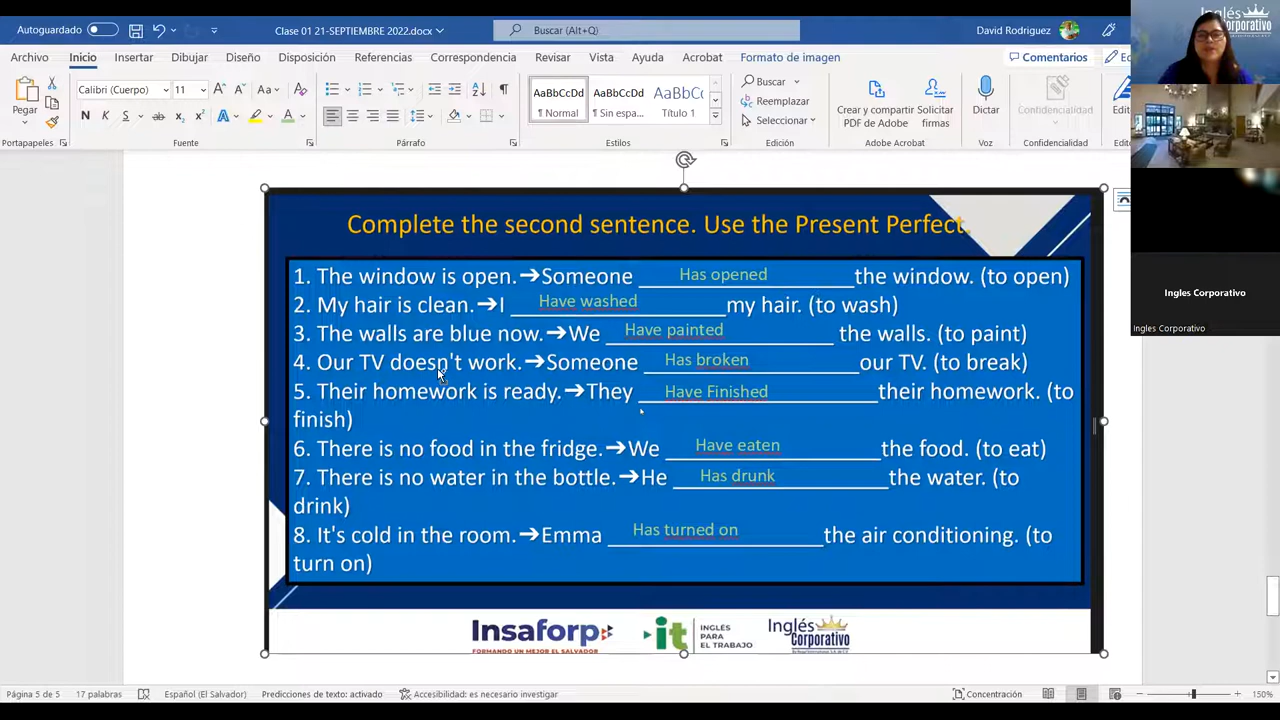 Autoguardado
Clase 01 21-SEPTIEMBRE 2022.docx
Buscar (Alt+Q)
David Rodriguez
Inglés
Corporativo
Archivo Inicio Insertar Dibujar Diseño Disposición Referencias Correspondencia Revisar Vista Ayuda Acrobat Formato de imagen
Comentarios
Pegar
Calibri (Cuerpo) 11
AaBbCcDd AaBbCcDd AaBbCc
¶ Normal ¶ Sin espa... Título 1
Buscar
Reemplazar
Seleccionar
Crear y compartir
PDF de Adobe
Solicitar
firmas
Dictar
Confidencialidad
Portapapeles Fuente Párrafo Estilos Edición Adobe Acrobat Voz Confidencialidad
Complete the second sentence. Use the Present Perfect.
1. The window is open.➔Someone Has opened the window. (to open)
2. My hair is clean.➔I Have washed my hair. (to wash)
3. The walls are blue now.➔We Have painted the walls. (to paint)
4. Our TV doesn't work.➔Someone Has broken our TV. (to break)
5. Their homework is ready.➔They Have Finished their homework. (to
finish)
6. There is no food in the fridge.➔We Have eaten the food. (to eat)
7. There is no water in the bottle.➔He Has drunk the water. (to
drink)
8. It's cold in the room.➔Emma Has turned on the air conditioning. (to
turn on)
Insaforp
FORMANDO UN MEJOR EL SALVADOR
it
INGLÉS
PARA
EL TRABAJO
Inglés
Corporativo
Ingles Corporativo
Ingles Corporativo
Página 5 de 5 17 palabras Español (El Salvador) Predicciones de texto: activado Accesibilidad: es necesario investigar Concentración 150%